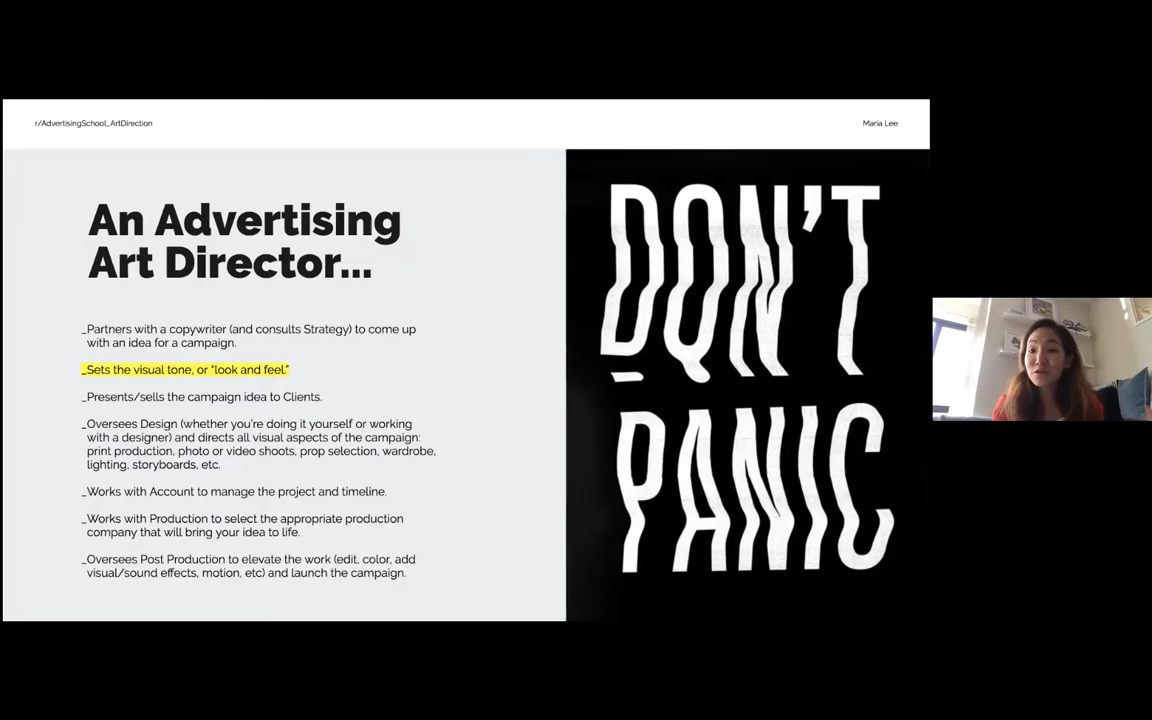 r/AdvertisingSchool_ArtDirection
Maria Lee
An Advertising
Art Director...
_Partners with a copywriter (and consults Strategy) to come up
with an idea for a campaign.
_Sets the visual tone, or “look and feel.”
_Presents/sells the campaign idea to Clients.
_Oversees Design (whether you're doing it yourself or working
with a designer) and directs all visual aspects of the campaign:
print production, photo or video shoots, prop selection, wardrobe,
lighting, storyboards, etc.
_Works with Account to manage the project and timeline.
_Works with Production to select the appropriate production
company that will bring your idea to life.
_Oversees Post Production to elevate the work (edit, color, add
visual/sound effects, motion, etc) and launch the campaign.
DON'T
PANIC